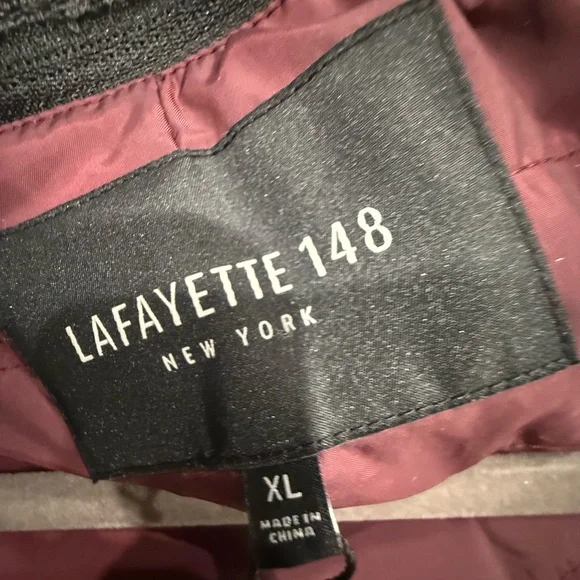 LAFAYETTE 148
NEW YORK
XL
MADE IN
CHINA